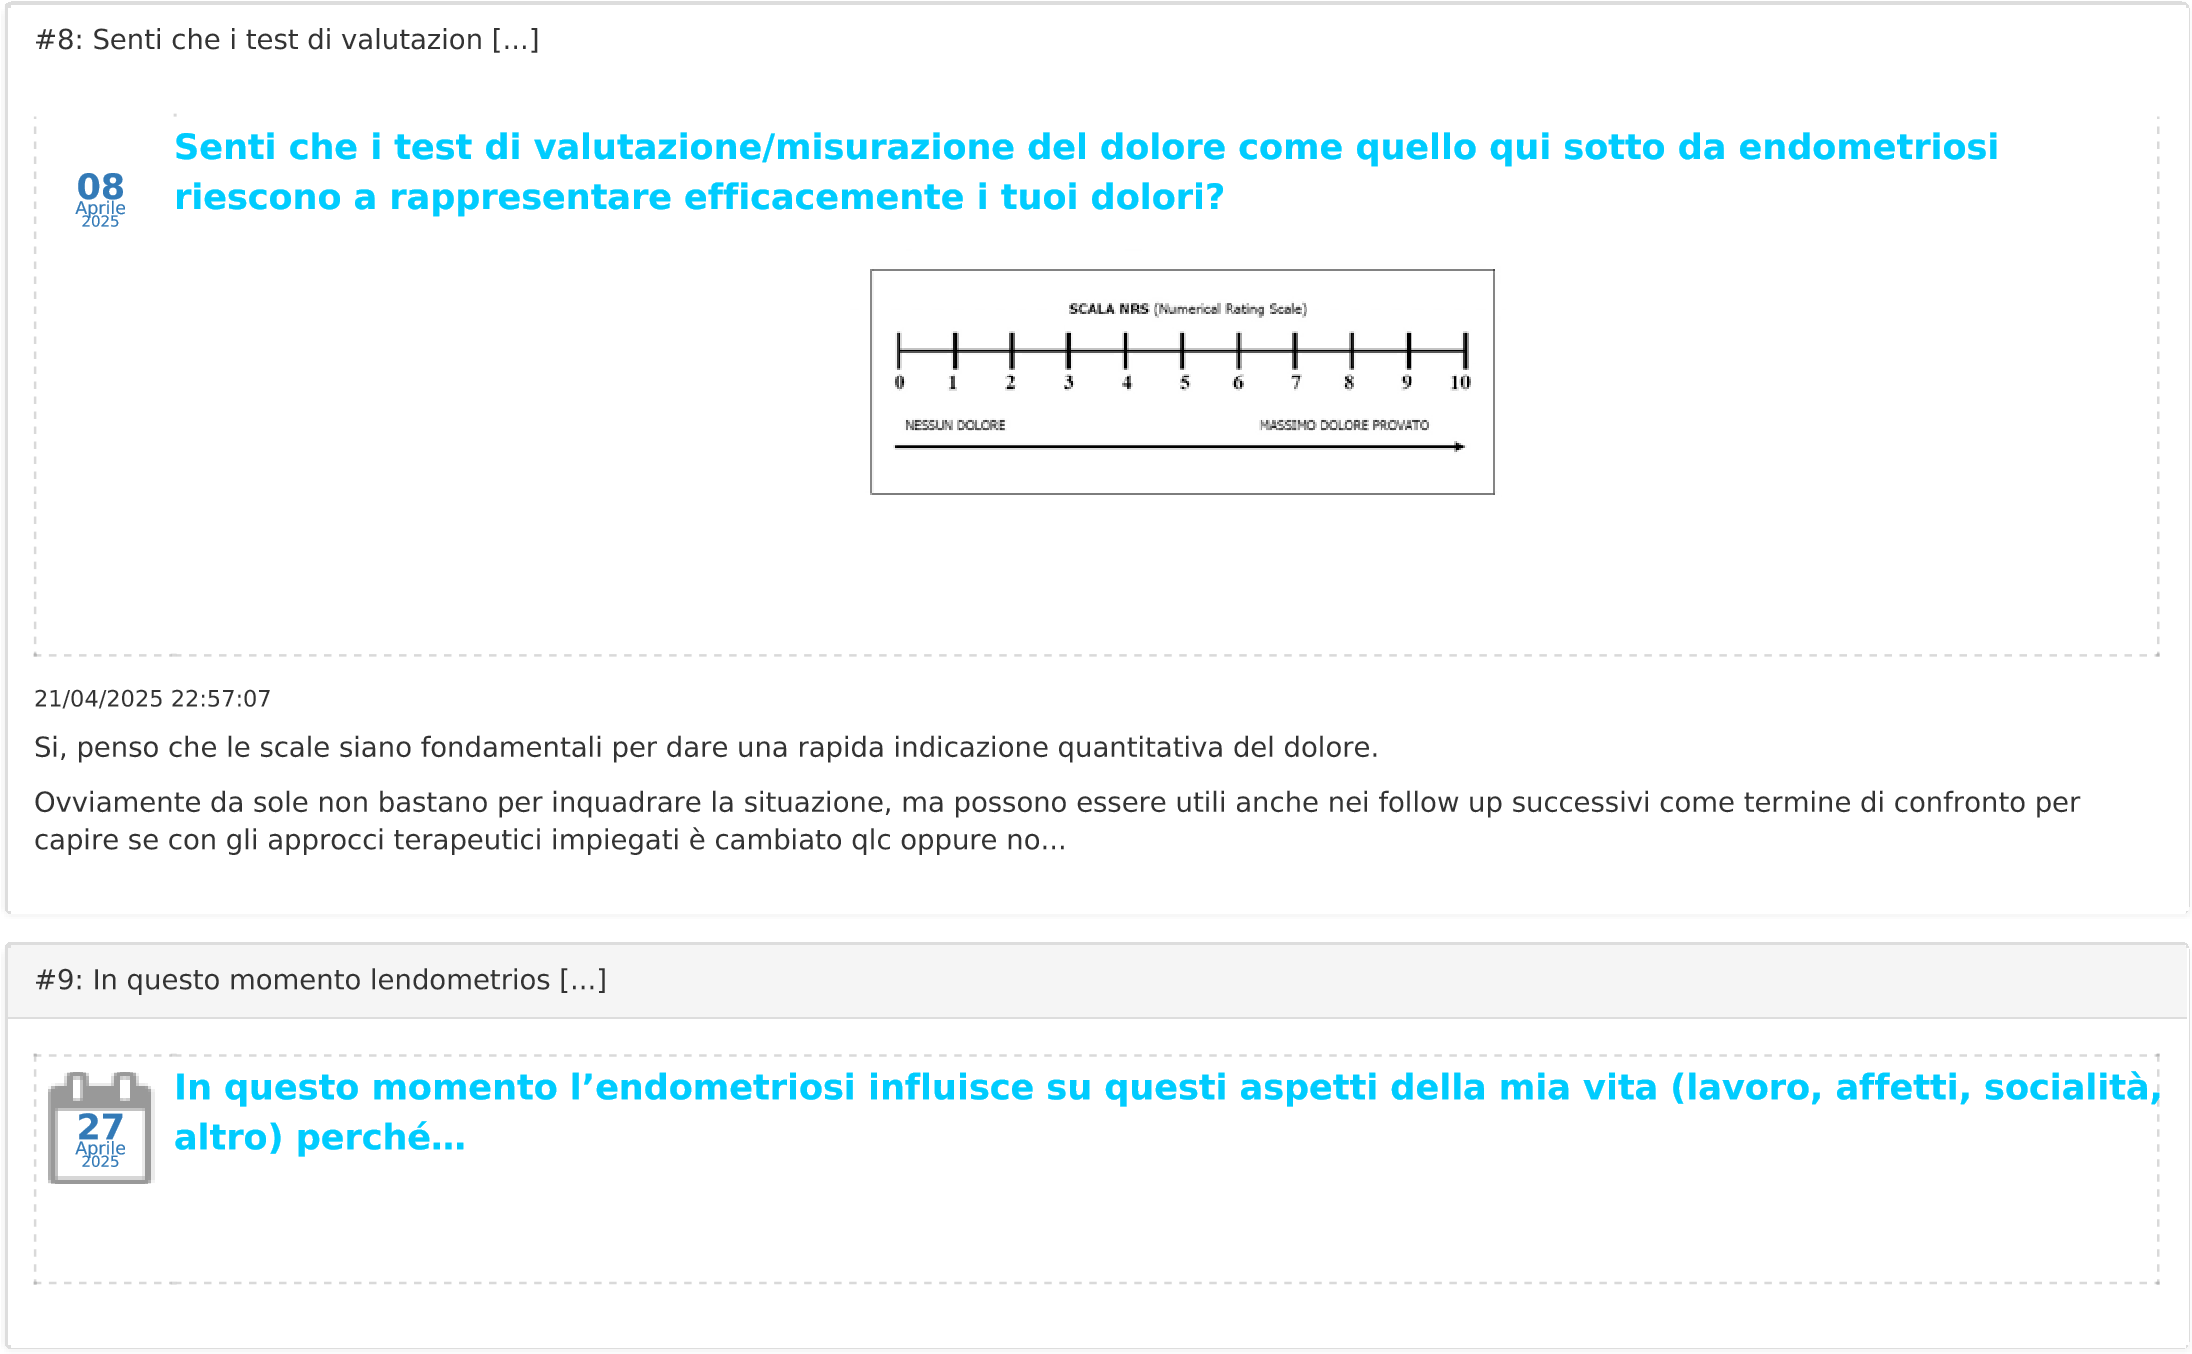 #8: Senti che i test di valutazion [...]
Senti che i test di valutazione/misurazione del dolore come quello qui sotto da endometriosi
riescono a rappresentare efficacemente i tuoi dolori?
08
Aprile
2025
SCALA NRS (Numerical Rating Scale)
0 1 2 3 4 5 6 7 8 9 10
NESSUN DOLORE MASSIMO DOLORE PROVATO
21/04/2025 22:57:07
Si, penso che le scale siano fondamentali per dare una rapida indicazione quantitativa del dolore.
Ovviamente da sole non bastano per inquadrare la situazione, ma possono essere utili anche nei follow up successivi come termine di confronto per
capire se con gli approcci terapeutici impiegati è cambiato qlc oppure no...
#9: In questo momento lendometrios [...]
In questo momento l’endometriosi influisce su questi aspetti della mia vita (lavoro, affetti, socialità,
altro) perché…
27
Aprile
2025